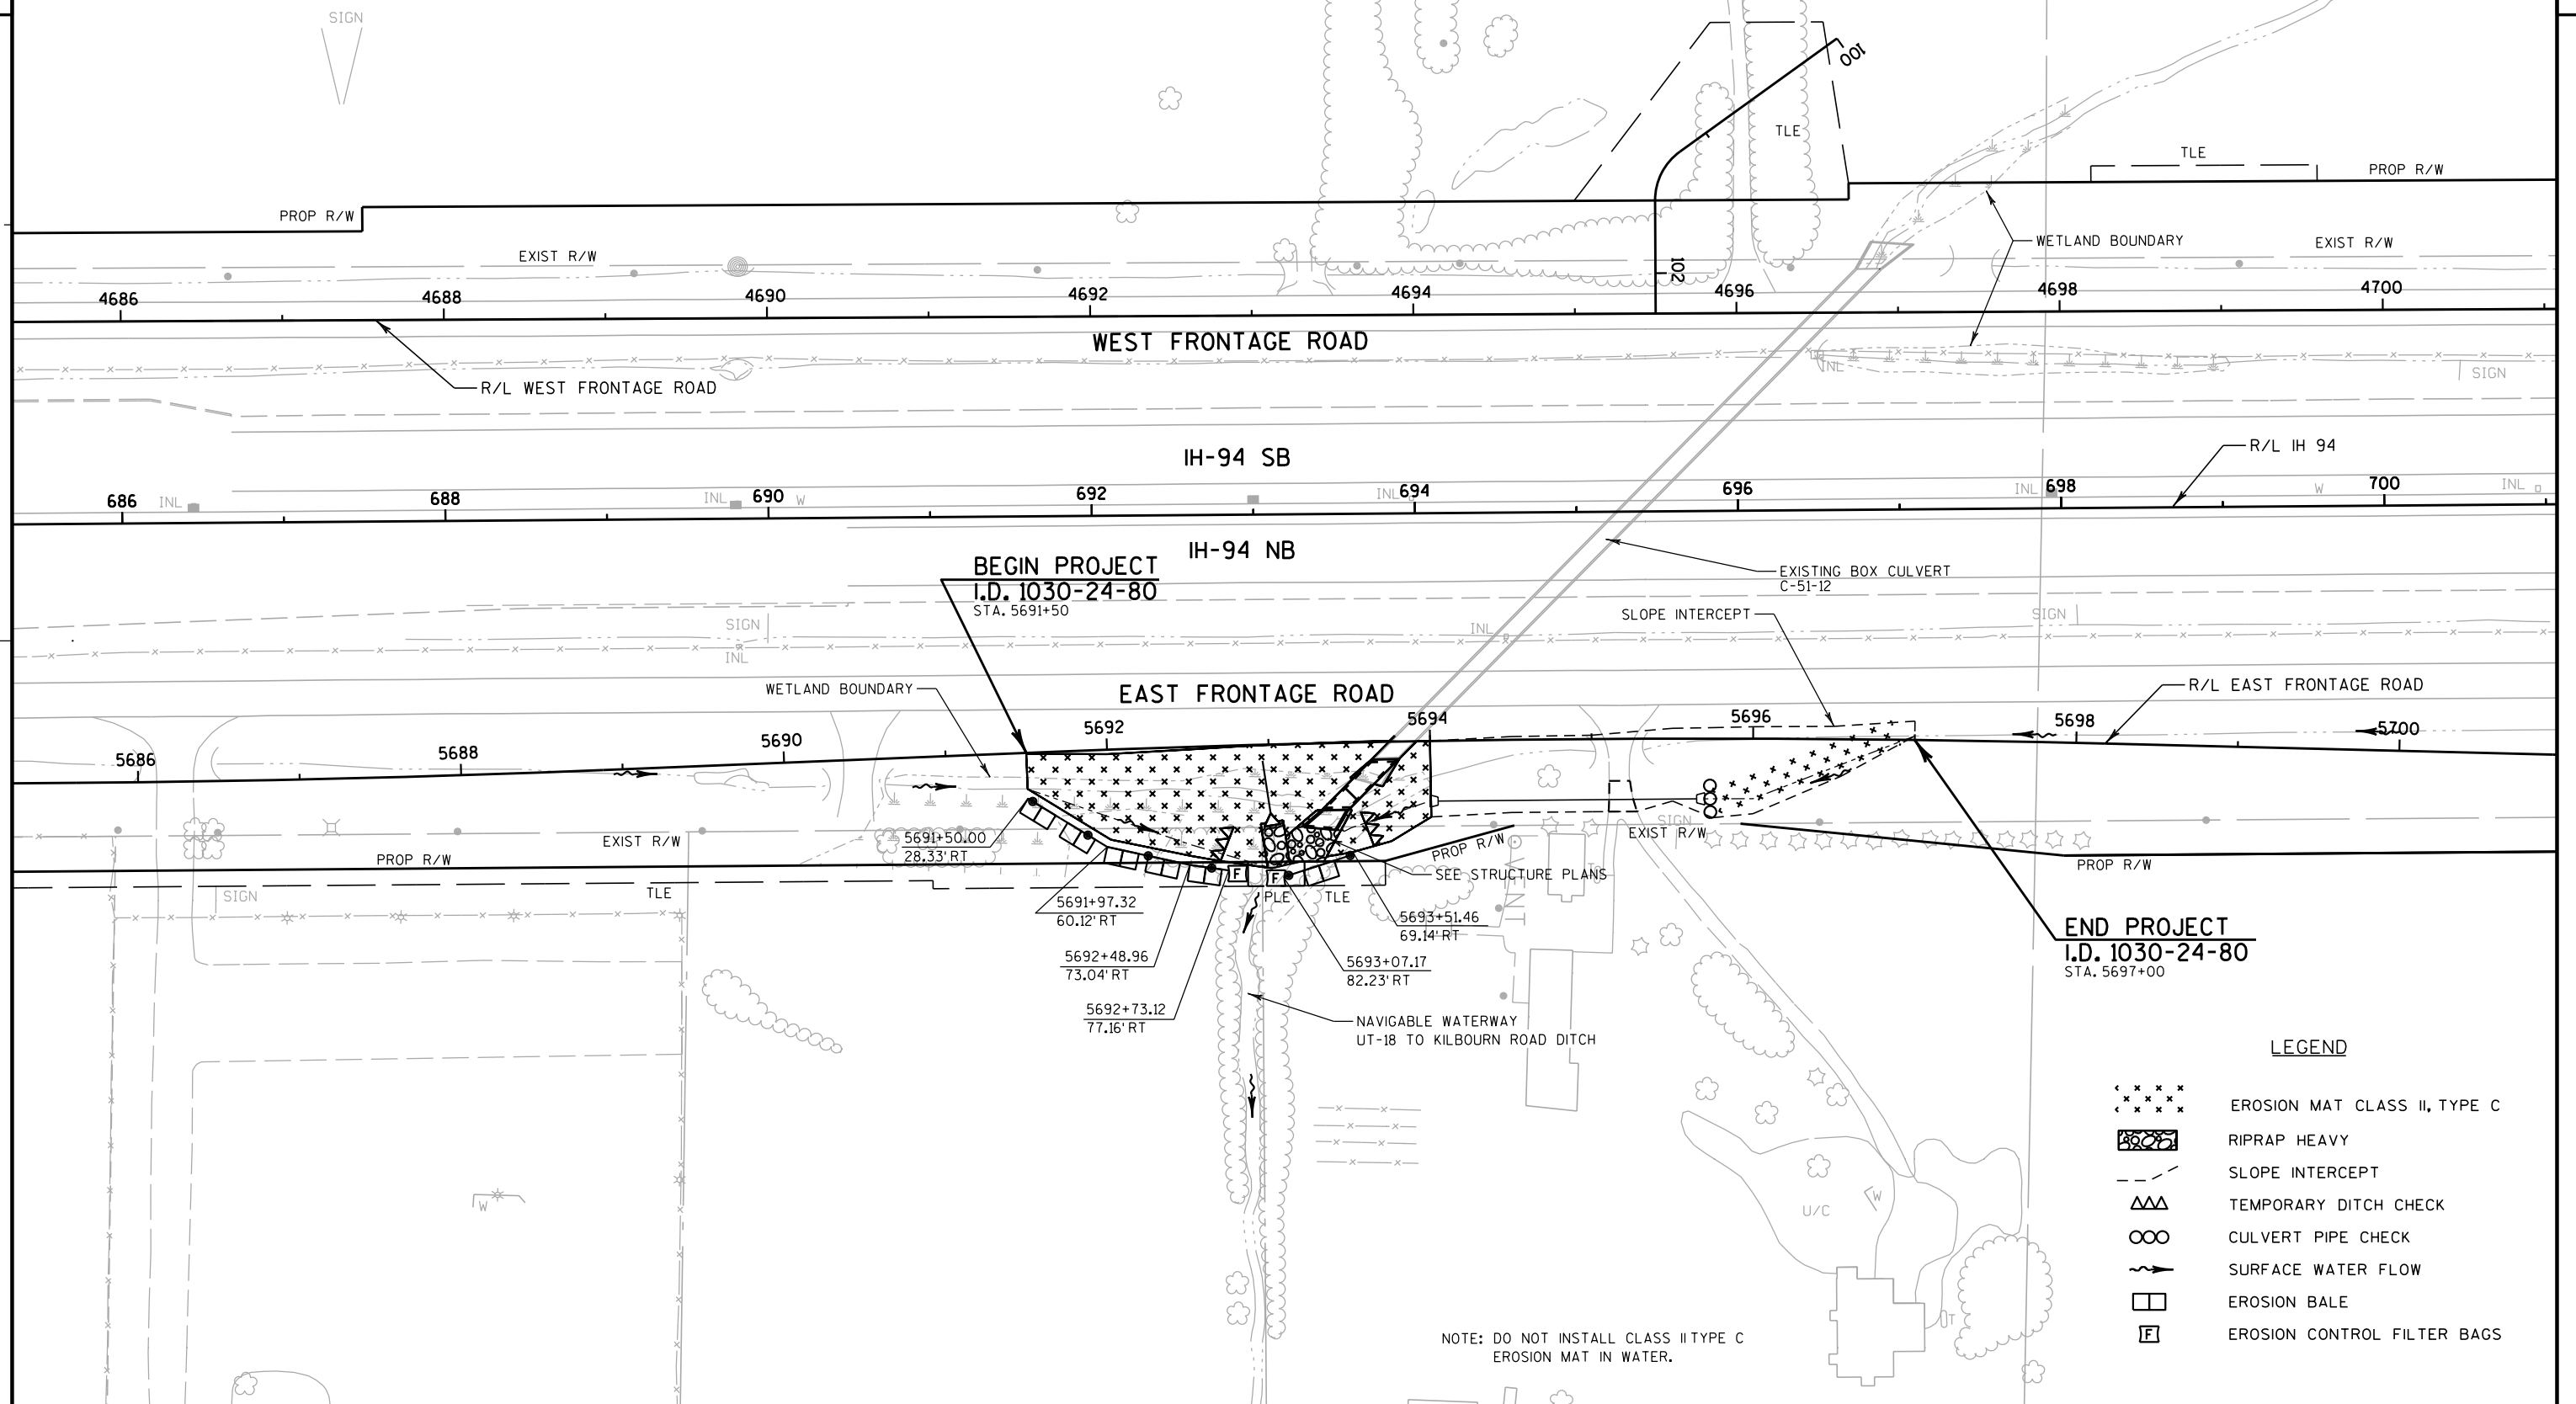 SIGN
100
TLE
TLE
PROP R/W
PROP R/W
EXIST R/W
102
WETLAND BOUNDARY
EXIST R/W
4686
4688
4690
4692
4694
4696
4698
4700
WEST FRONTAGE ROAD
R/L WEST FRONTAGE ROAD
INL
SIGN
IH-94 SB
R/L IH 94
686
INL
688
INL
690
W
692
INL
694
696
INL
698
W
700
INL
IH-94 NB
BEGIN PROJECT
I.D. 1030-24-80
STA. 5691+50
EXISTING BOX CULVERT
C-51-12
SLOPE INTERCEPT
SIGN
SIGN
INL
INL
WETLAND BOUNDARY
EAST FRONTAGE ROAD
R/L EAST FRONTAGE ROAD
5686
5688
5690
5692
5694
5696
5698
5700
EXIST R/W
PROP R/W
5691+50.00
28.33' RT
SIGN
EXIST R/W
PROP R/W
PROP R/W
SEE STRUCTURE PLANS
F
F
SIGN
TLE
PLE
TLE
5691+97.32
60.12' RT
5693+51.46
69.14' RT
5692+48.96
73.04' RT
5693+07.17
82.23' RT
5692+73.12
77.16' RT
END PROJECT
I.D. 1030-24-80
STA. 5697+00
NAVIGABLE WATERWAY
UT-18 TO KILBOURN ROAD DITCH
LEGEND
EROSION MAT CLASS II, TYPE C
RIPRAP HEAVY
SLOPE INTERCEPT
TEMPORARY DITCH CHECK
CULVERT PIPE CHECK
SURFACE WATER FLOW
EROSION BALE
F EROSION CONTROL FILTER BAGS
W
W
U/C
T
NOTE: DO NOT INSTALL CLASS II TYPE C
EROSION MAT IN WATER.